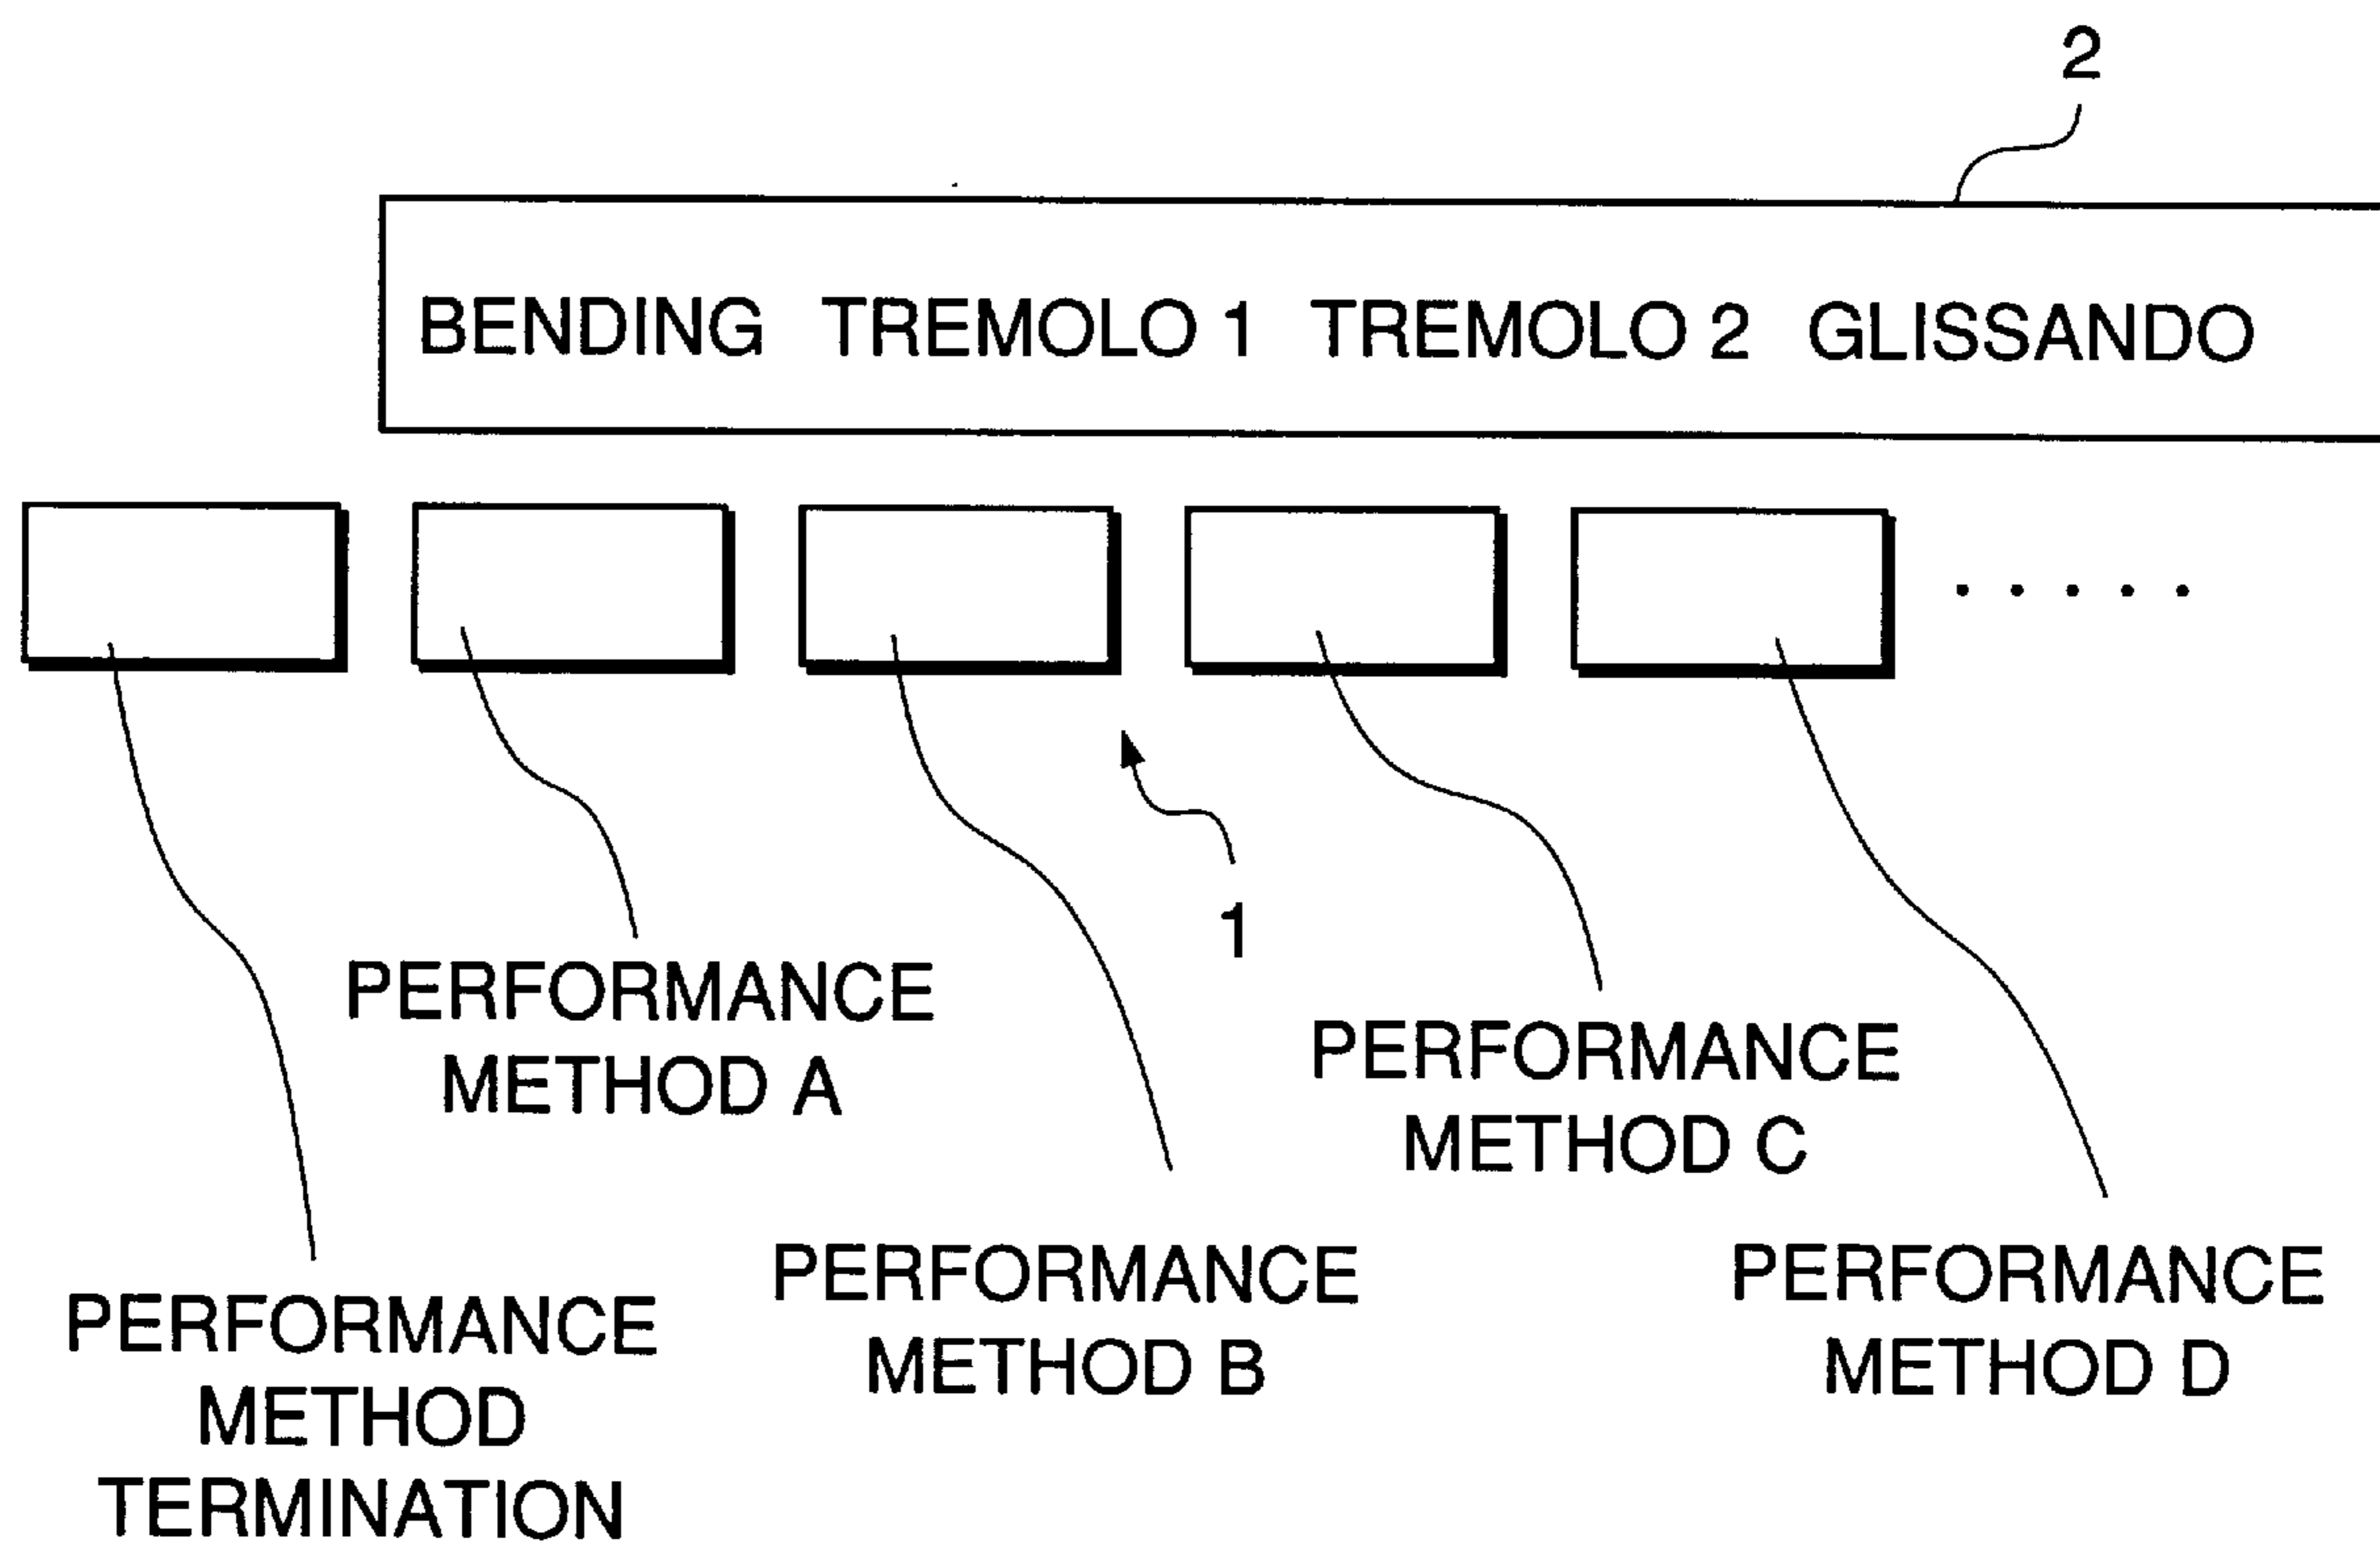 2
BENDING TREMOLO 1 TREMOLO 2 GLISSANDO
1
PERFORMANCE
METHOD A
PERFORMANCE
METHOD C
PERFORMANCE
METHOD B
PERFORMANCE
METHOD D
PERFORMANCE
METHOD
TERMINATION